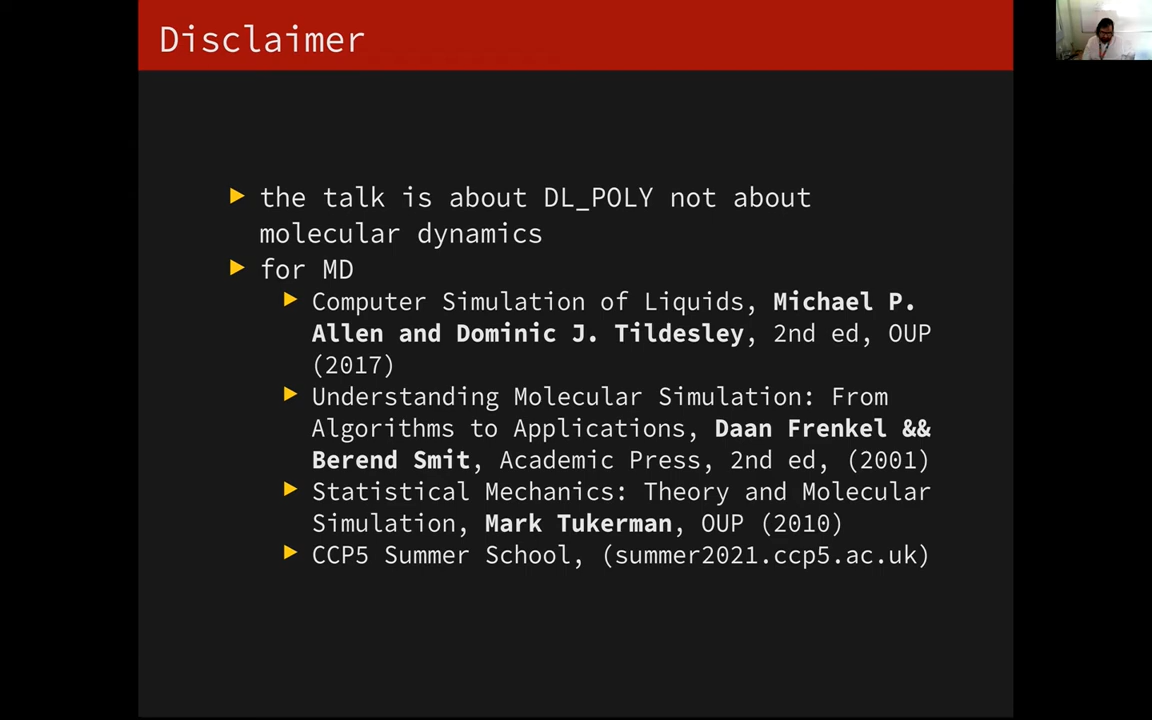 Disclaimer
the talk is about DL_POLY not about
molecular dynamics
for MD
Computer Simulation of Liquids, Michael P.
Allen and Dominic J. Tildesley, 2nd ed, OUP
(2017)
Understanding Molecular Simulation: From
Algorithms to Applications, Daan Frenkel &&
Berend Smit, Academic Press, 2nd ed, (2001)
Statistical Mechanics: Theory and Molecular
Simulation, Mark Tukerman, OUP (2010)
CCP5 Summer School, (summer2021.ccp5.ac.uk)